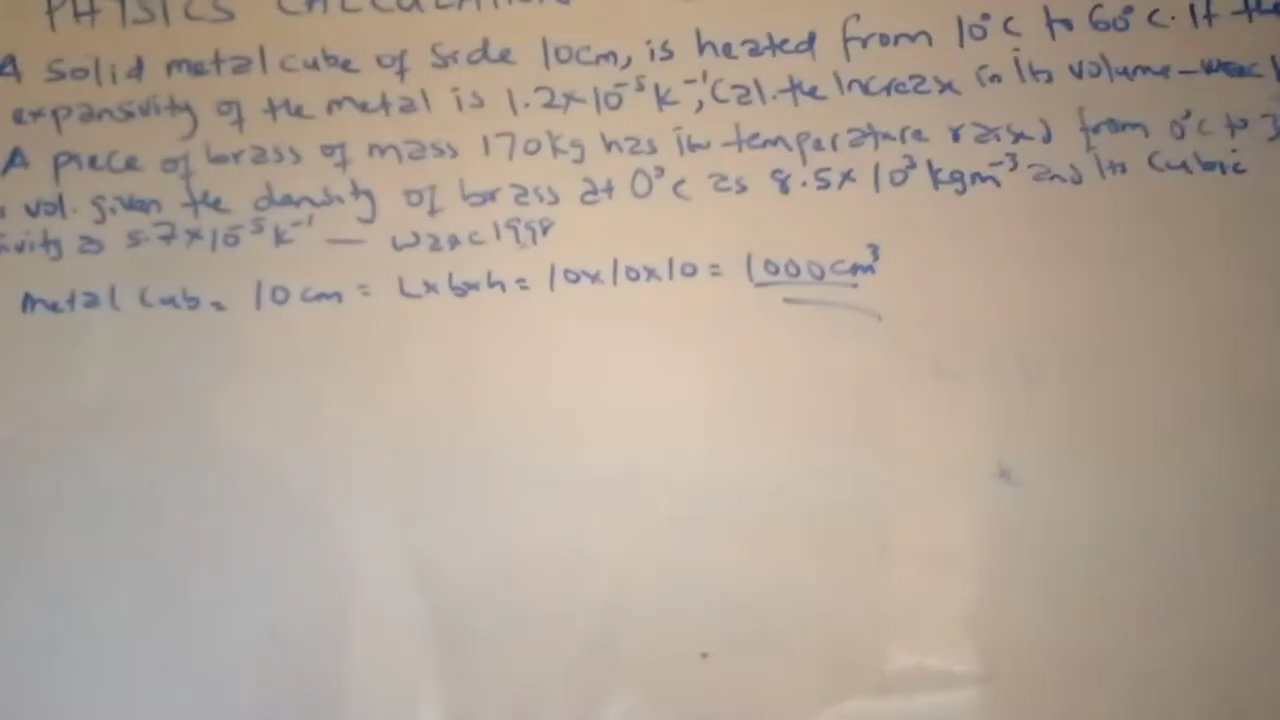 PHYSICS CALCULATION
A solid metal cube of side 10cm, is heated from 10°C to 60°C. If the
expansivity of the metal is 1.2×10⁻⁵k⁻¹, cal. the Increase in its volume –
A piece of brass of mass 170kg has its temperature raised from 0°C to
vol. given the density of brass at 0°C as 8.5×10³kgm⁻³ and its Cubic
5.7×10⁻⁵k⁻¹ — waec 1998
metal Cub = 10cm = L×b×h = 10×10×10 = 1000cm³